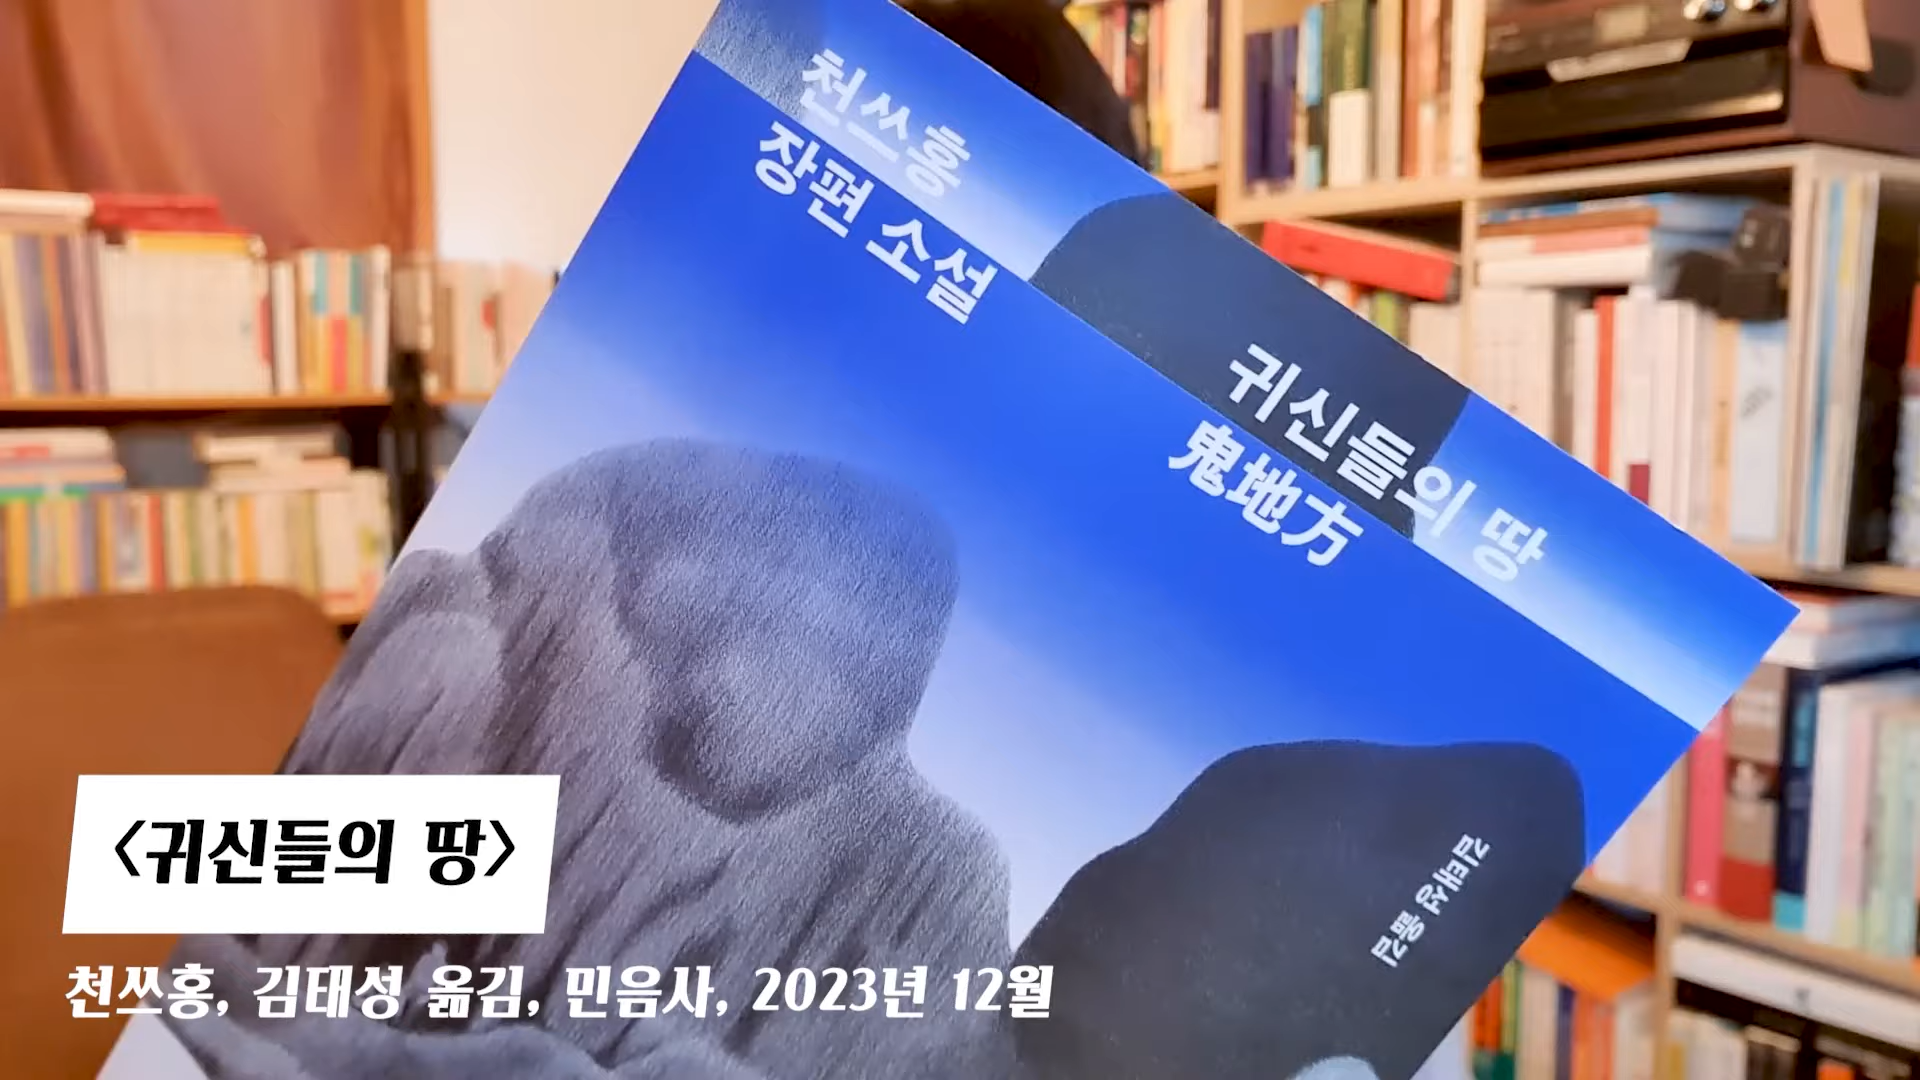 천쓰홍
장편 소설
귀신들의 땅
鬼地方
김태성 옮김
<귀신들의 땅>
천쓰홍, 김태성 옮김, 민음사, 2023년 12월